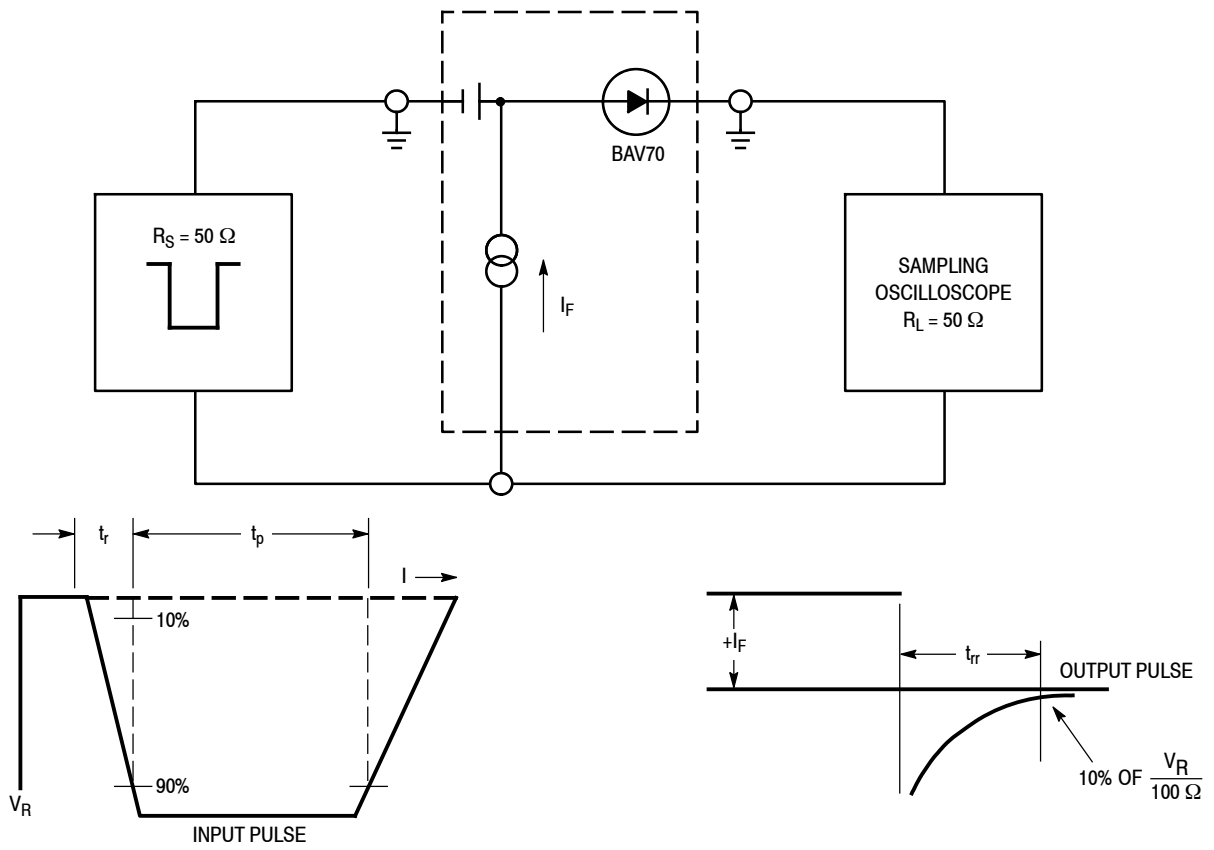 BAV70
R_S = 50 Ω
I_F
SAMPLING
OSCILLOSCOPE
R_L = 50 Ω
t_r
t_p
I
10%
90%
V_R
INPUT PULSE
+I_F
t_rr
OUTPUT PULSE
10% OF V_R
100 Ω